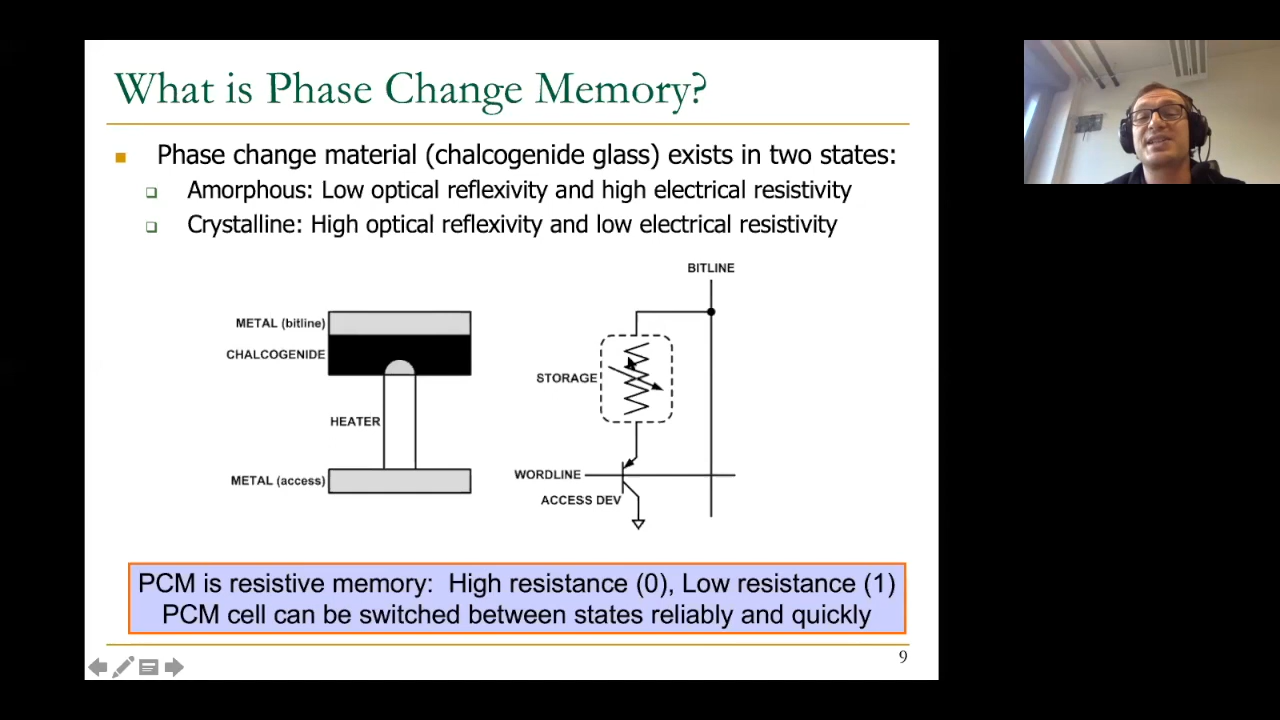 What is Phase Change Memory?
Phase change material (chalcogenide glass) exists in two states:
Amorphous: Low optical reflexivity and high electrical resistivity
Crystalline: High optical reflexivity and low electrical resistivity
BITLINE
METAL (bitline)
CHALCOGENIDE
STORAGE
HEATER
WORDLINE
METAL (access)
ACCESS DEV
PCM is resistive memory: High resistance (0), Low resistance (1)
PCM cell can be switched between states reliably and quickly
9